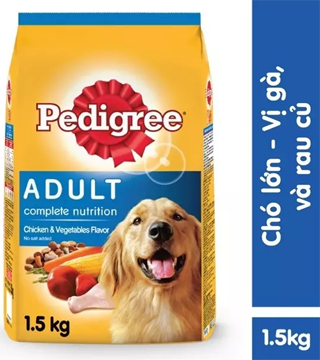 Pedigree
ADULT
complete nutrition
Chicken & Vegetables Flavor
No salt added
1.5 kg
Chó lớn - Vị gà,
và rau củ
1.5kg